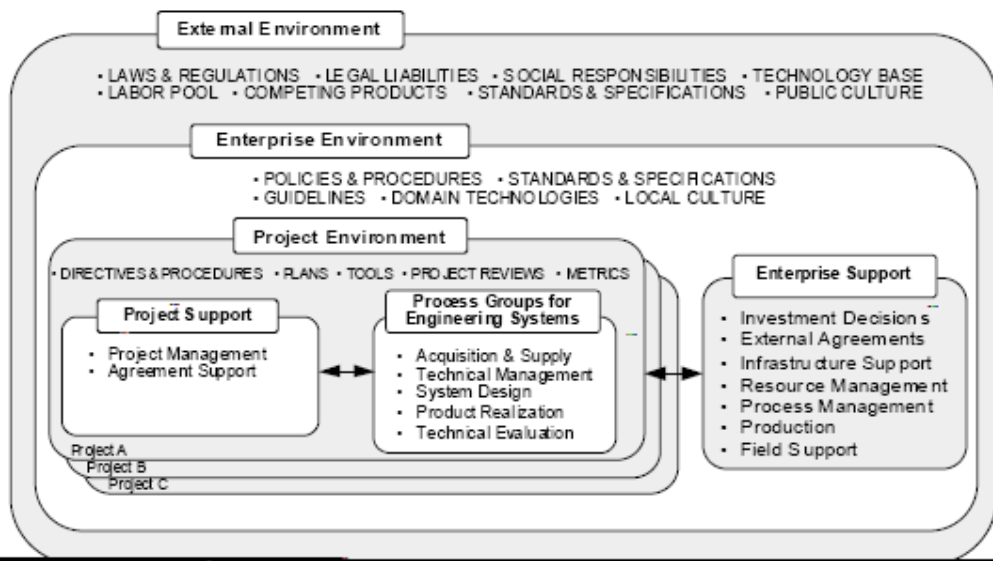 External Environment
• LAWS & REGULATIONS • LEGAL LIABILITIES • SOCIAL RESPONSIBILITIES • TECHNOLOGY BASE
• LABOR POOL • COMPETING PRODUCTS • STANDARDS & SPECIFICATIONS • PUBLIC CULTURE
Enterprise Environment
• POLICIES & PROCEDURES • STANDARDS & SPECIFICATIONS
• GUIDELINES • DOMAIN TECHNOLOGIES • LOCAL CULTURE
Project Environment
• DIRECTIVES & PROCEDURES • PLANS • TOOLS • PROJECT REVIEWS • METRICS
Project Support
• Project Management
• Agreement Support
Process Groups for
Engineering Systems
• Acquisition & Supply
• Technical Management
• System Design
• Product Realization
• Technical Evaluation
Project A
Project B
Project C
Enterprise Support
• Investment Decisions
• External Agreements
• Infrastructure Support
• Resource Management
• Process Management
• Production
• Field Support